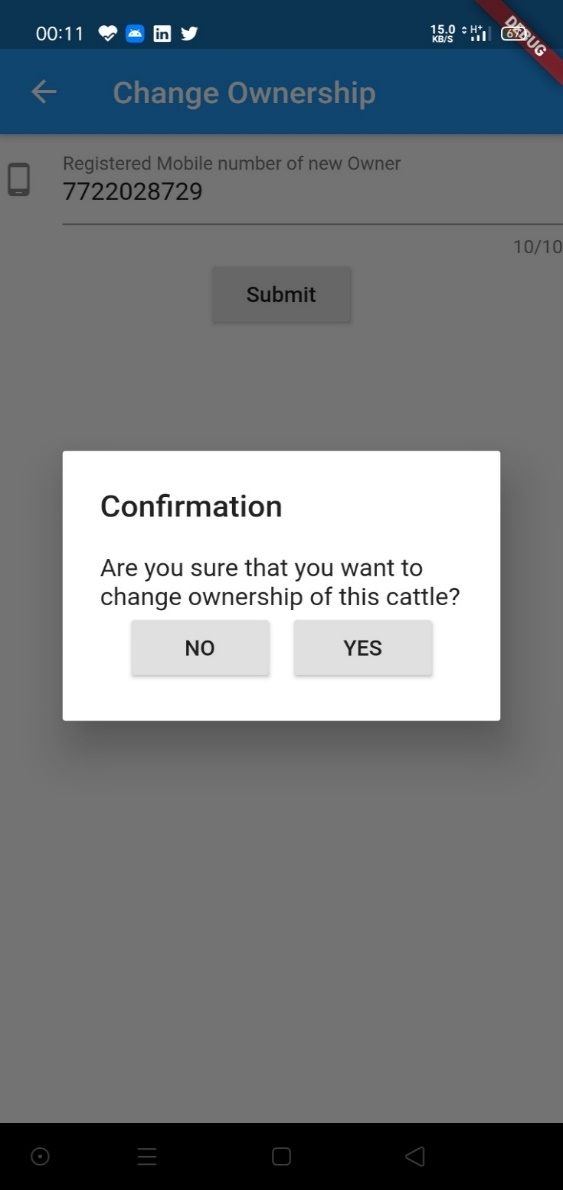 00:11
15.0
KB/S
H+
DEBUG
Change Ownership
Registered Mobile number of new Owner
7722028729
10/10
Submit
Confirmation
Are you sure that you want to
change ownership of this cattle?
NO
YES